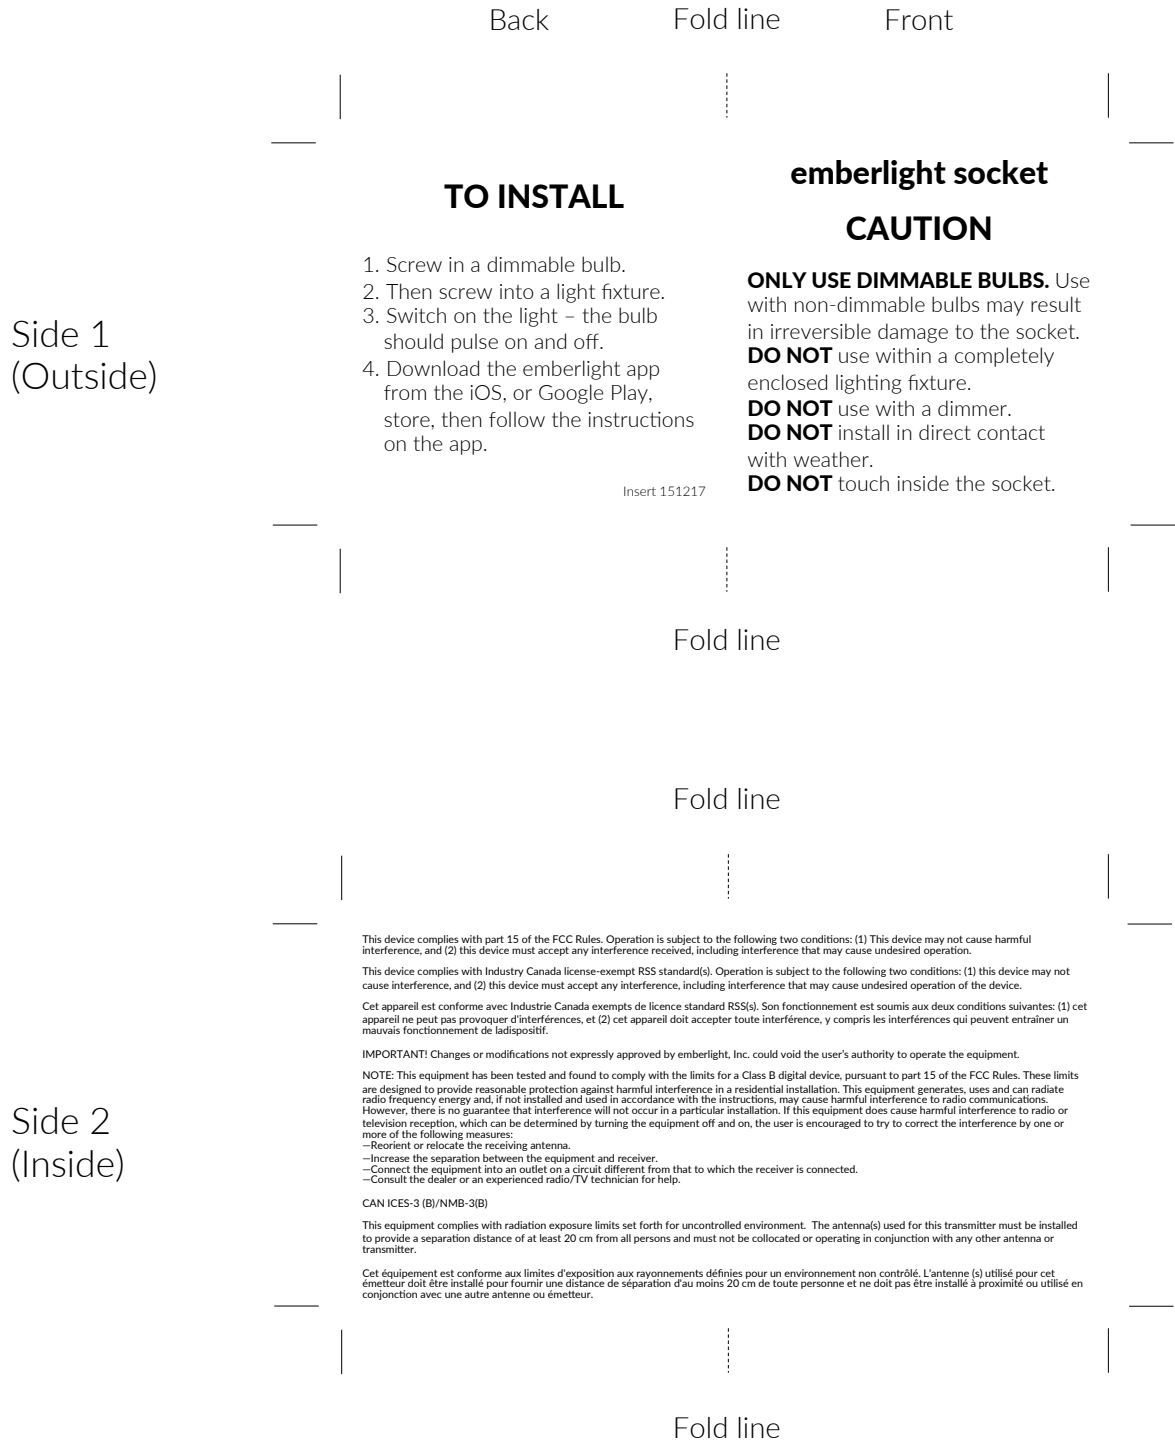 Back
Fold line
Front
Side 1
(Outside)
TO INSTALL
1. Screw in a dimmable bulb.
2. Then screw into a light fixture.
3. Switch on the light – the bulb
should pulse on and off.
4. Download the emberlight app
from the iOS, or Google Play,
store, then follow the instructions
on the app.
Insert 151217
emberlight socket
CAUTION
ONLY USE DIMMABLE BULBS. Use
with non-dimmable bulbs may result
in irreversible damage to the socket.
DO NOT use within a completely
enclosed lighting fixture.
DO NOT use with a dimmer.
DO NOT install in direct contact
with weather.
DO NOT touch inside the socket.
Fold line
Fold line
Side 2
(Inside)
This device complies with part 15 of the FCC Rules. Operation is subject to the following two conditions: (1) This device may not cause harmful
interference, and (2) this device must accept any interference received, including interference that may cause undesired operation.
This device complies with Industry Canada license-exempt RSS standard(s). Operation is subject to the following two conditions: (1) this device may not
cause interference, and (2) this device must accept any interference, including interference that may cause undesired operation of the device.
Cet appareil est conforme avec Industrie Canada exempts de licence standard RSS(s). Son fonctionnement est soumis aux deux conditions suivantes: (1) cet
appareil ne peut pas provoquer d'interférences, et (2) cet appareil doit accepter toute interférence, y compris les interférences qui peuvent entraîner un
mauvais fonctionnement de ladispositif.
IMPORTANT! Changes or modifications not expressly approved by emberlight, Inc. could void the user's authority to operate the equipment.
NOTE: This equipment has been tested and found to comply with the limits for a Class B digital device, pursuant to part 15 of the FCC Rules. These limits
are designed to provide reasonable protection against harmful interference in a residential installation. This equipment generates, uses and can radiate
radio frequency energy and, if not installed and used in accordance with the instructions, may cause harmful interference to radio communications.
However, there is no guarantee that interference will not occur in a particular installation. If this equipment does cause harmful interference to radio or
television reception, which can be determined by turning the equipment off and on, the user is encouraged to try to correct the interference by one or
more of the following measures:
—Reorient or relocate the receiving antenna.
—Increase the separation between the equipment and receiver.
—Connect the equipment into an outlet on a circuit different from that to which the receiver is connected.
—Consult the dealer or an experienced radio/TV technician for help.
CAN ICES-3 (B)/NMB-3(B)
This equipment complies with radiation exposure limits set forth for uncontrolled environment.  The antenna(s) used for this transmitter must be installed
to provide a separation distance of at least 20 cm from all persons and must not be collocated or operating in conjunction with any other antenna or
transmitter.
Cet équipement est conforme aux limites d'exposition aux rayonnements définies pour un environnement non contrôlé. L'antenne (s) utilisé pour cet
émetteur doit être installé pour fournir une distance de séparation d'au moins 20 cm de toute personne et ne doit pas être installé à proximité ou utilisé en
conjonction avec une autre antenne ou émetteur.
Fold line